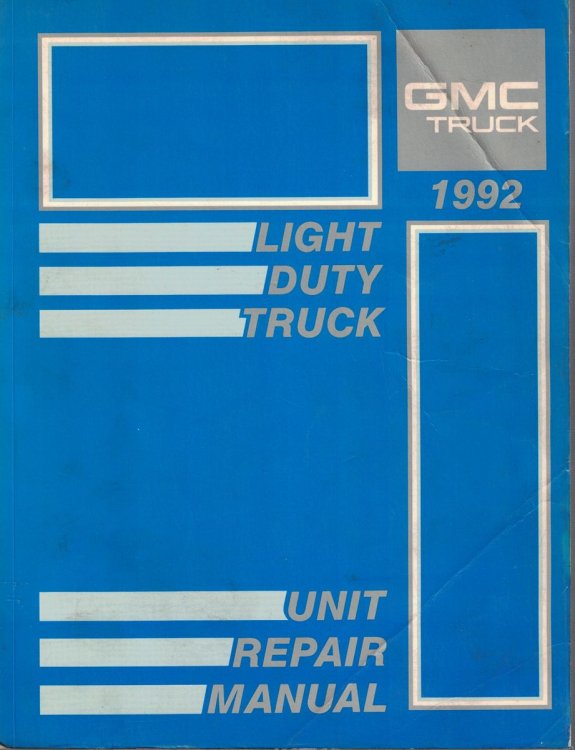 GMC
TRUCK
1992
LIGHT
DUTY
TRUCK
UNIT
REPAIR
MANUAL